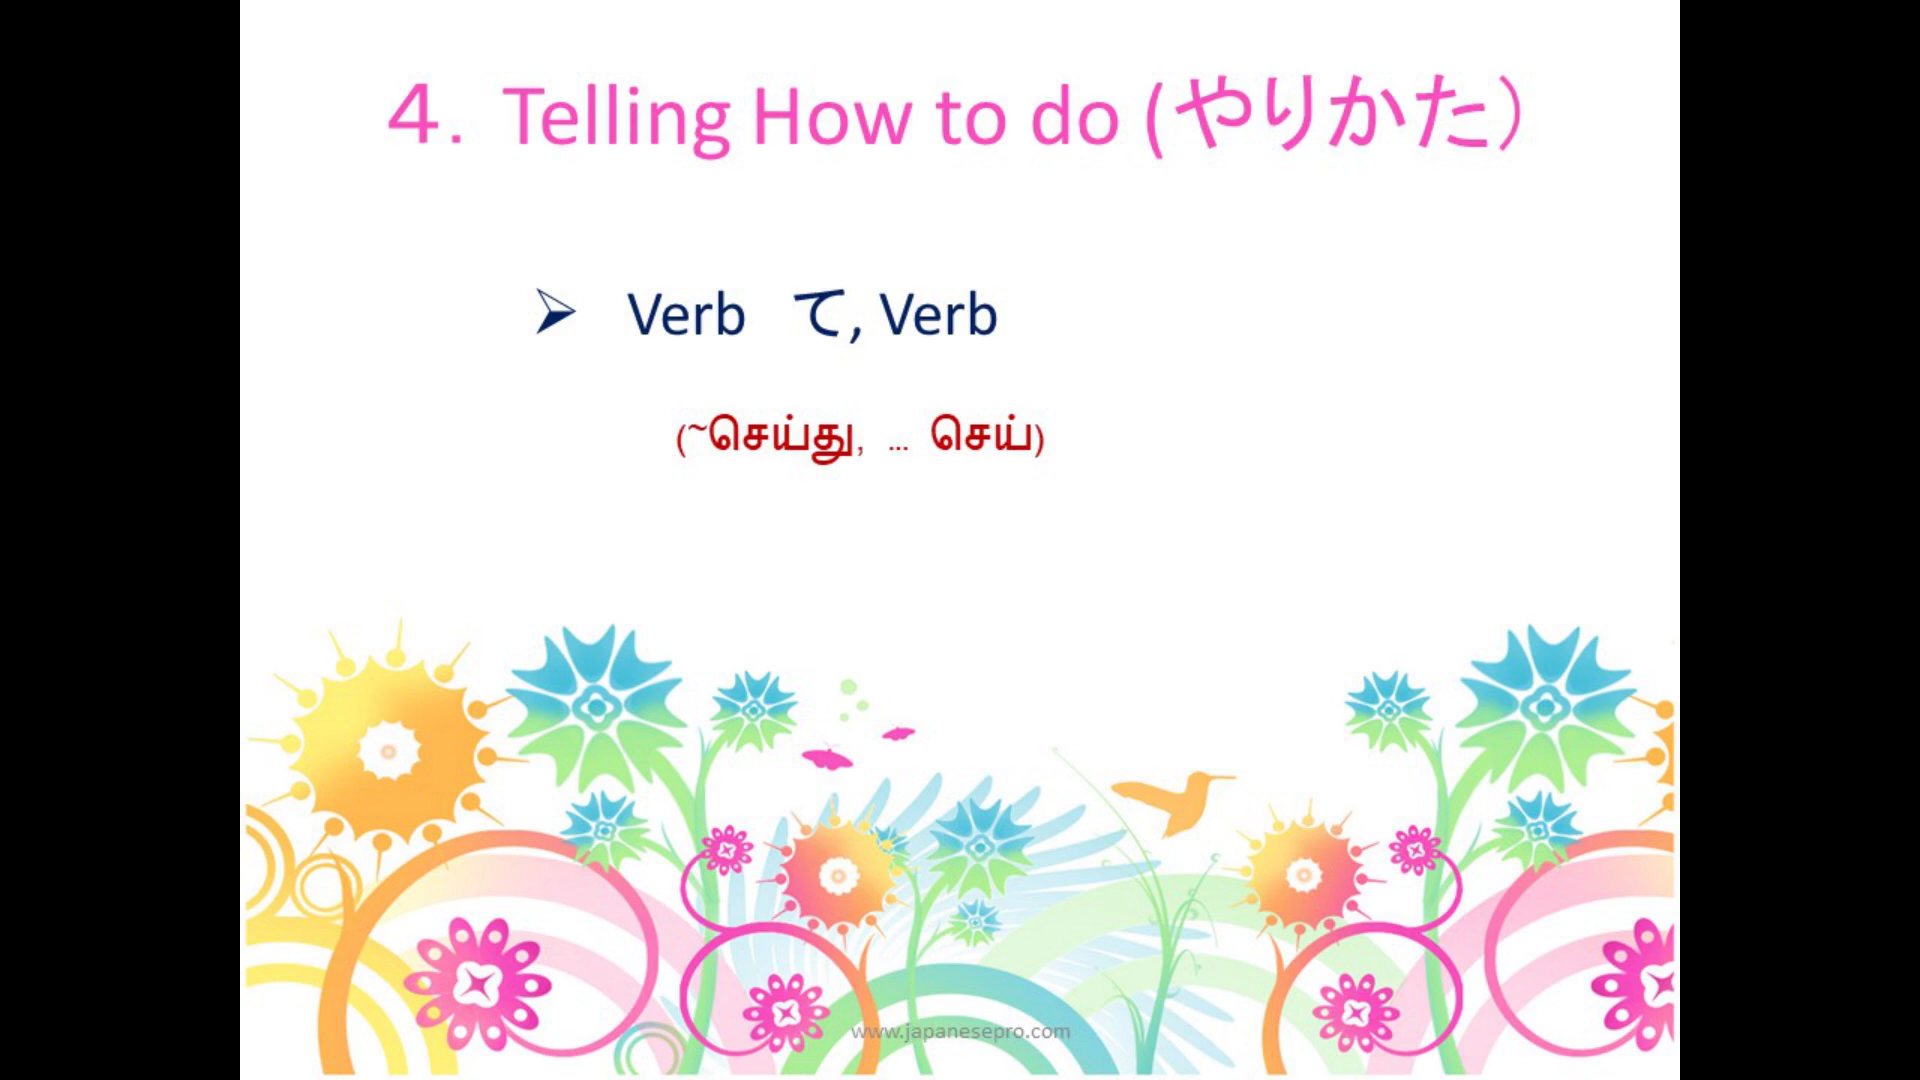 ４. Telling How to do (やりかた）
➢ Verb て, Verb
(~செய்து, ... செய்)
www.japanesepro.com